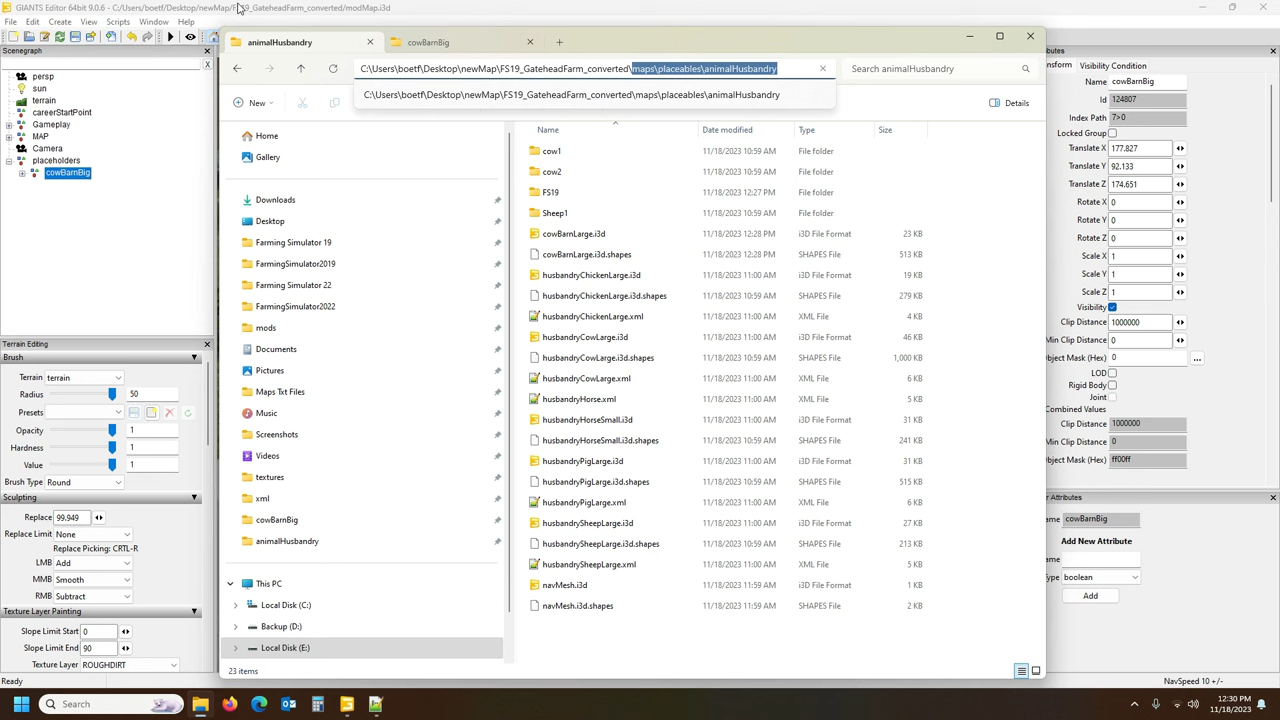 GIANTS Editor 64bit 9.0.6 - C:/Users/boetf/Desktop/newMap/FS19_GateheadFarm_converted/modMap.i3d
File Edit Create View Scripts Window Help
Scenegraph
persp
sun
terrain
careerStartPoint
Gameplay
MAP
Camera
placeholders
cowBarnBig
Terrain Editing
Brush
Terrain terrain
Radius 50
Presets
Opacity 1
Hardness 1
Value 1
Brush Type Round
Sculpting
Replace 99.949
Replace Limit None
Replace Picking: CRTL-R
LMB Add
MMB Smooth
RMB Subtract
Texture Layer Painting
Slope Limit Start 0
Slope Limit End 90
Texture Layer ROUGHDIRT
Ready
animalHusbandry
cowBarnBig
C:\Users\boetf\Desktop\newMap\FS19_GateheadFarm_converted\maps\placeables\animalHusbandry
Search animalHusbandry
C:\Users\boetf\Desktop\newMap\FS19_GateheadFarm_converted\maps\placeables\animalHusbandry
New
Details
Home
Gallery
Downloads
Desktop
Farming Simulator 19
FarmingSimulator2019
Farming Simulator 22
FarmingSimulator2022
mods
Documents
Pictures
Maps Txt Files
Music
Screenshots
Videos
textures
xml
cowBarnBig
animalHusbandry
This PC
Local Disk (C:)
Backup (D:)
Local Disk (E:)
Name Date modified Type Size
cow1 11/18/2023 10:59 AM File folder
cow2 11/18/2023 10:59 AM File folder
FS19 11/18/2023 12:27 PM File folder
Sheep1 11/18/2023 10:59 AM File folder
cowBarnLarge.i3d 11/18/2023 12:28 PM i3D File Format 23 KB
cowBarnLarge.i3d.shapes 11/18/2023 12:28 PM SHAPES File 513 KB
husbandryChickenLarge.i3d 11/18/2023 11:00 AM i3D File Format 19 KB
husbandryChickenLarge.i3d.shapes 11/18/2023 10:59 AM SHAPES File 279 KB
husbandryChickenLarge.xml 11/18/2023 11:00 AM XML File 4 KB
husbandryCowLarge.i3d 11/18/2023 11:00 AM i3D File Format 46 KB
husbandryCowLarge.i3d.shapes 11/18/2023 10:59 AM SHAPES File 1,000 KB
husbandryCowLarge.xml 11/18/2023 11:00 AM XML File 6 KB
husbandryHorse.xml 11/18/2023 11:00 AM XML File 5 KB
husbandryHorseSmall.i3d 11/18/2023 11:00 AM i3D File Format 31 KB
husbandryHorseSmall.i3d.shapes 11/18/2023 10:59 AM SHAPES File 241 KB
husbandryPigLarge.i3d 11/18/2023 11:00 AM i3D File Format 31 KB
husbandryPigLarge.i3d.shapes 11/18/2023 10:59 AM SHAPES File 515 KB
husbandryPigLarge.xml 11/18/2023 11:00 AM XML File 6 KB
husbandrySheepLarge.i3d 11/18/2023 11:00 AM i3D File Format 27 KB
husbandrySheepLarge.i3d.shapes 11/18/2023 10:59 AM SHAPES File 213 KB
husbandrySheepLarge.xml 11/18/2023 11:00 AM XML File 5 KB
navMesh.i3d 11/18/2023 11:59 AM i3D File Format 1 KB
navMesh.i3d.shapes 11/18/2023 11:59 AM SHAPES File 2 KB
23 items
ributes
nsform Visibility Condition
Name cowBarnBig
Id 124807
Index Path 7>0
Locked Group
Translate X 177.827
Translate Y 92.133
Translate Z 174.651
Rotate X 0
Rotate Y 0
Rotate Z 0
Scale X 1
Scale Y 1
Scale Z 1
Visibility
Clip Distance 1000000
Min Clip Distance 0
Object Mask (Hex) 0
LOD
Rigid Body
Joint
Combined Values
Clip Distance 1000000
Min Clip Distance 0
Object Mask (Hex) ff00ff
r Attributes
ame cowBarnBig
Add New Attribute
ame
Type boolean
Add
NavSpeed 10 +/-
Search
12:30 PM
11/18/2023